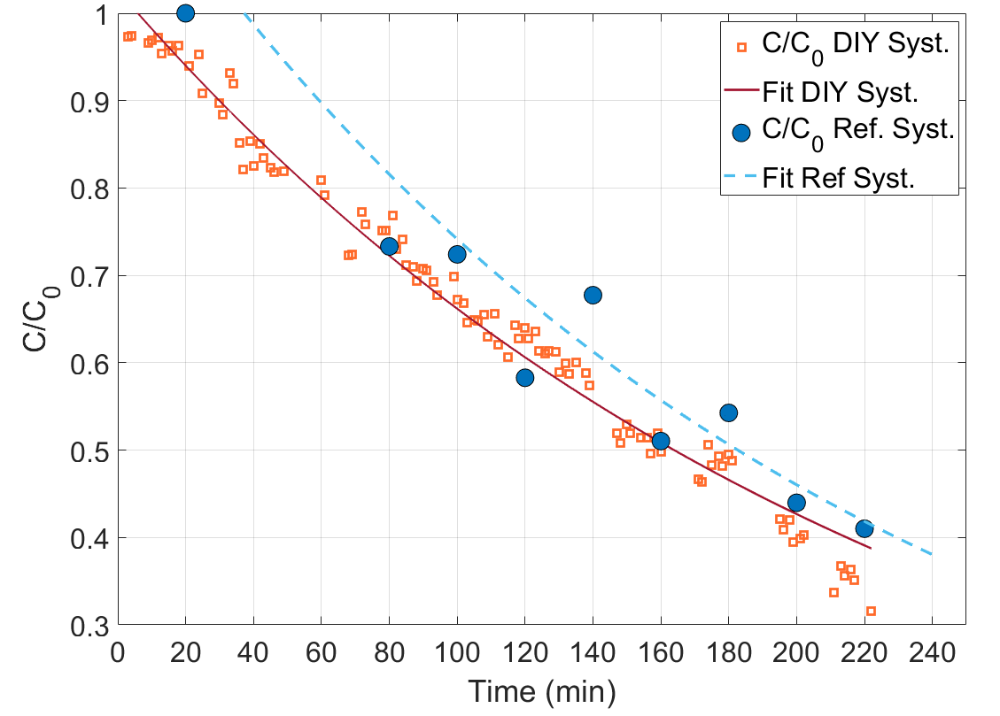 1
0.9
0.8
0.7
0.6
0.5
0.4
0.3
C/C0
0 20 40 60 80 100 120 140 160 180 200 220 240
Time (min)
C/C0 DIY Syst.
Fit DIY Syst.
C/C0 Ref. Syst.
Fit Ref Syst.